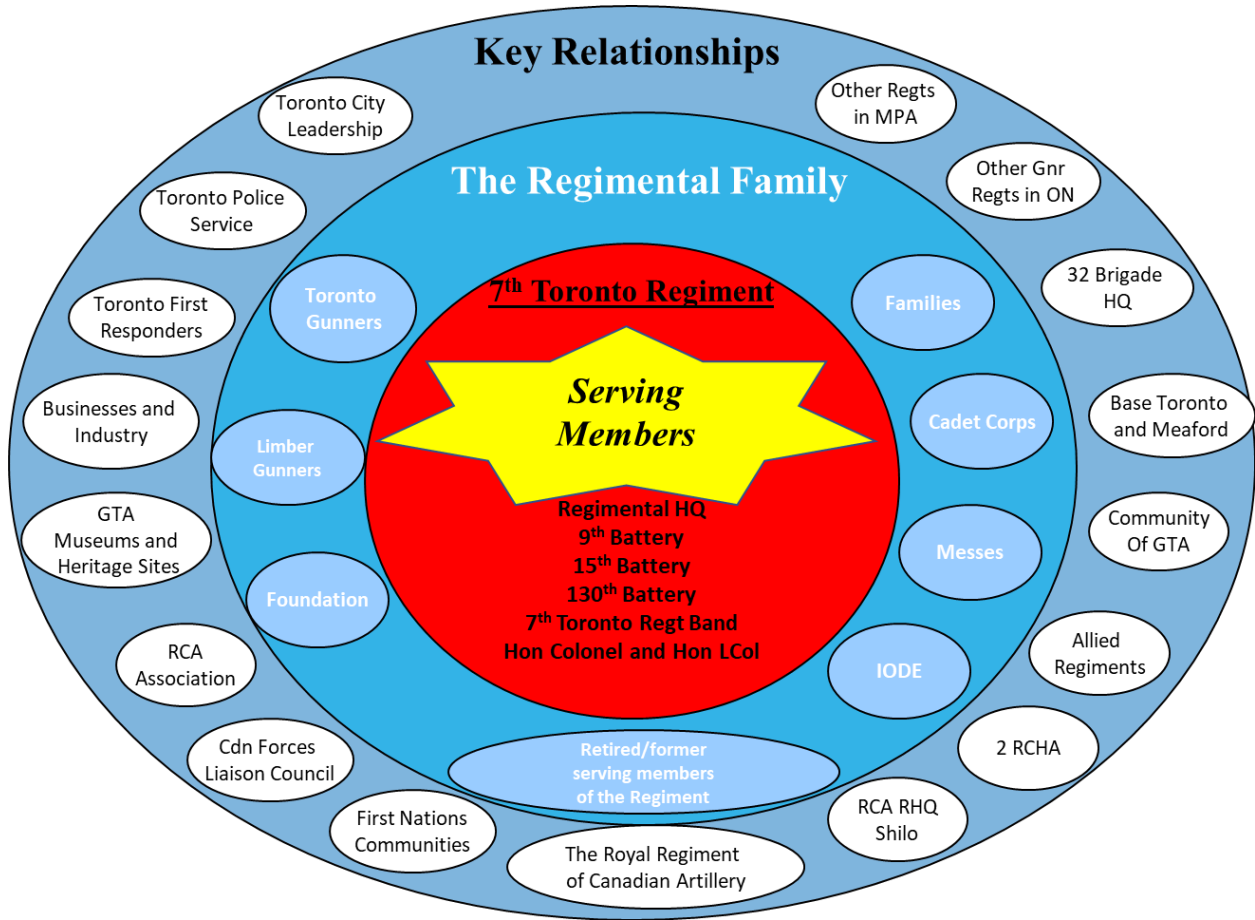 Key Relationships
Toronto City
Leadership
Other Regts
in MPA
The Regimental Family
Other Gnr
Regts in ON
Toronto Police
Service
7th Toronto Regiment
Toronto
Gunners
Families
32 Brigade
HQ
Toronto First
Responders
Serving
Members
Businesses and
Industry
Limber
Gunners
Cadet Corps
Base Toronto
and Meaford
GTA
Museums and
Heritage Sites
Regimental HQ
9th Battery
15th Battery
130th Battery
7th Toronto Regt Band
Hon Colonel and Hon LCol
Messes
Community
Of GTA
Foundation
RCA
Association
IODE
Allied
Regiments
Cdn Forces
Liaison Council
Retired/former
serving members
of the Regiment
2 RCHA
First Nations
Communities
RCA RHQ
Shilo
The Royal Regiment
of Canadian Artillery